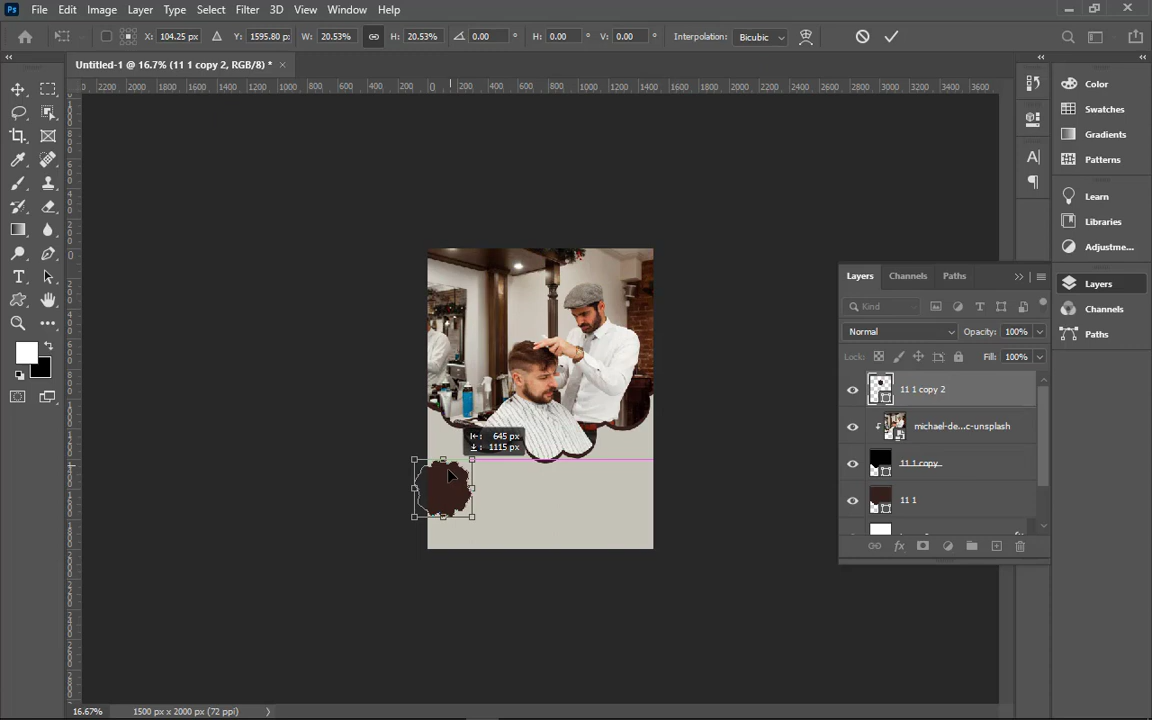 Ps File Edit Image Layer Type Select Filter 3D View Window Help
X: 104.25 px Y: 1595.80 px W: 20.53% H: 20.53% 0.00 ° H: 0.00 ° V: 0.00 ° Interpolation: Bicubic
Untitled-1 @ 16.7% (11 1 copy 2, RGB/8) * ×
2200 2000 1800 1600 1400 1200 1000 800 600 400 200 0 200 400 600 800 1000 1200 1400 1600 1800 2000 2200 2400 2600 2800 3000 3200 3400 3600
Color
Swatches
Gradients
Patterns
Learn
Libraries
Adjustme...
Layers
Channels
Paths
Layers Channels Paths
Kind
Normal Opacity: 100%
Lock: Fill: 100%
11 1 copy 2
michael-de...c-unsplash
11 1 copy
11 1
fx
645 px
1115 px
16.67% 1500 px x 2000 px (72 ppi)